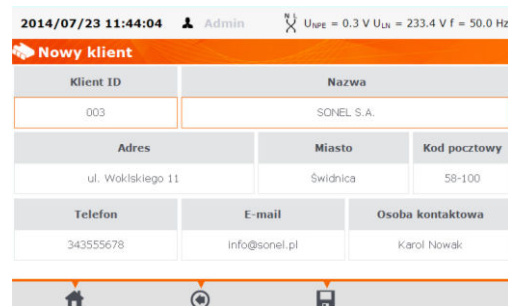 2014/07/23 11:44:04 Admin N L UNPE = 0.3 V ULN = 233.4 V f = 50.0 Hz
Nowy klient
Klient ID Nazwa
003 SONEL S.A.
Adres Miasto Kod pocztowy
ul. Woklskiego 11 Świdnica 58-100
Telefon E-mail Osoba kontaktowa
343555678 info@sonel.pl Karol Nowak